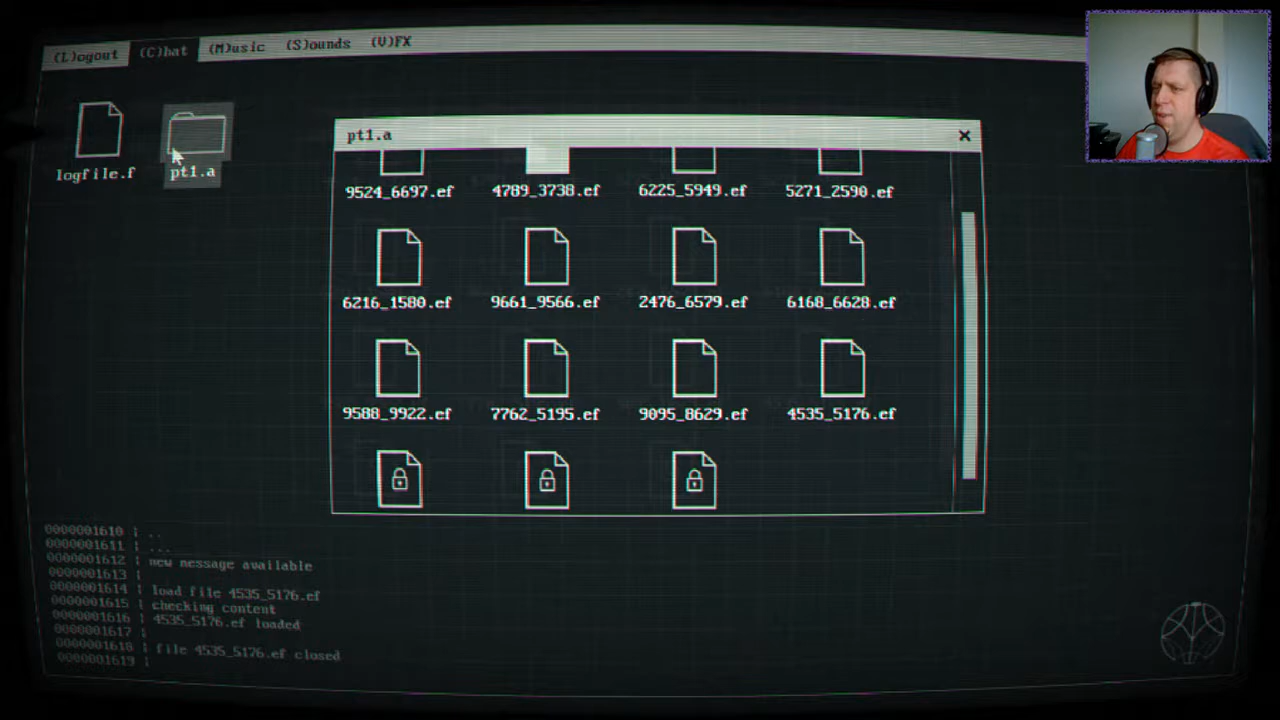 (L)ogout (C)hat (M)usic (S)ounds (V)FX
logfile.f
pt1.a
pt1.a
9524_6697.ef 4789_3738.ef 6225_5949.ef 5271_2590.ef
6216_1580.ef 9661_9566.ef 2476_6579.ef 6168_6628.ef
9588_9922.ef 7762_5195.ef 9095_8629.ef 4535_5176.ef
0000001610 | ..
0000001611 | ...
0000001612 | new message available
0000001613 |
0000001614 | load file 4535_5176.ef
0000001615 | checking content
0000001616 | 4535_5176.ef loaded
0000001617 |
0000001618 | file 4535_5176.ef closed
0000001619 |